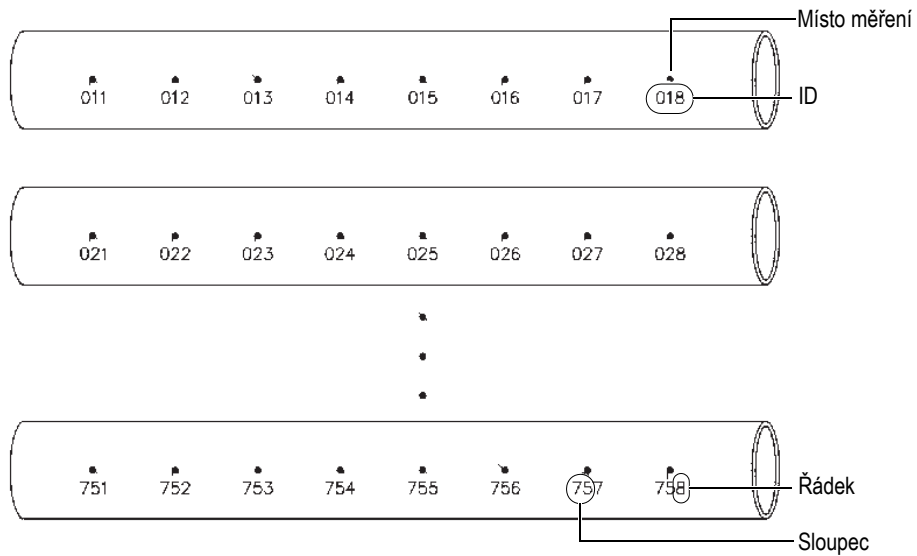 Místo měření
011 012 013 014 015 016 017 018 ID
021 022 023 024 025 026 027 028
751 752 753 754 755 756 757 758 Řádek
Sloupec